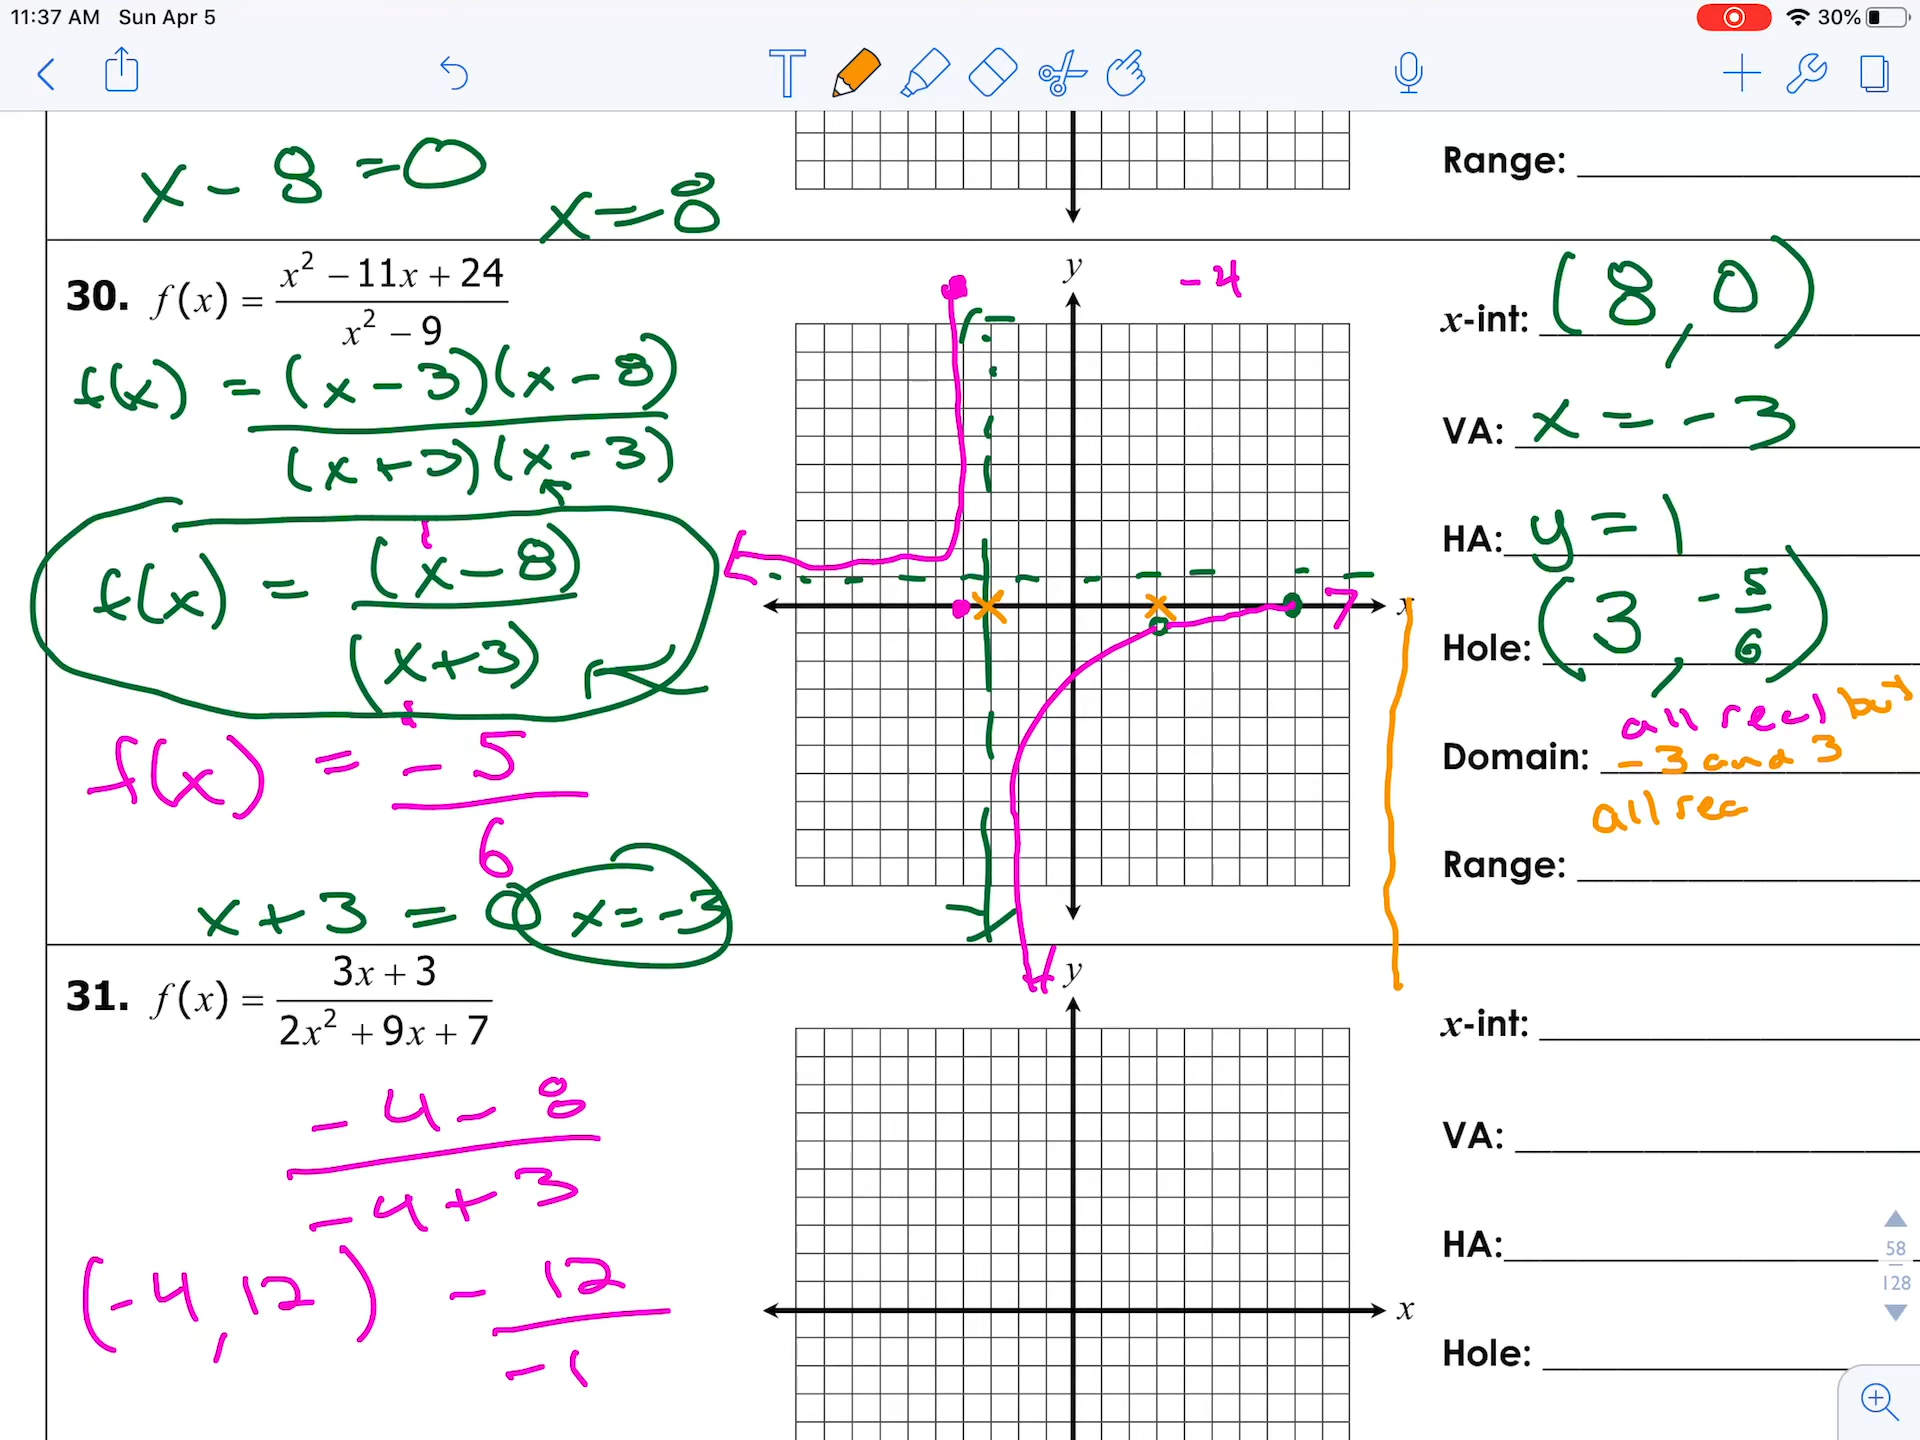 11:37 AM Sun Apr 5
30%
x - 8 = 0
x = 8
Range:
30. f(x) = (x² − 11x + 24)/(x² − 9)
f(x) = (x - 3)(x - 8)
(x + 3)(x - 3)
f(x) = (x - 8)
(x + 3)
f(x) = - 5
6
x + 3 = 0 x = -3
y
-4
x
x-int: (8, 0)
VA: x = -3
HA: y = 1
Hole: (3, -5/6)
all real but
Domain: -3 and 3
all rea
Range:
31. f(x) = (3x + 3)/(2x² + 9x + 7)
-4 - 8
-4 + 3
(-4, 12) - 12
-1
y
x
x-int:
VA:
HA:
58
128
Hole: